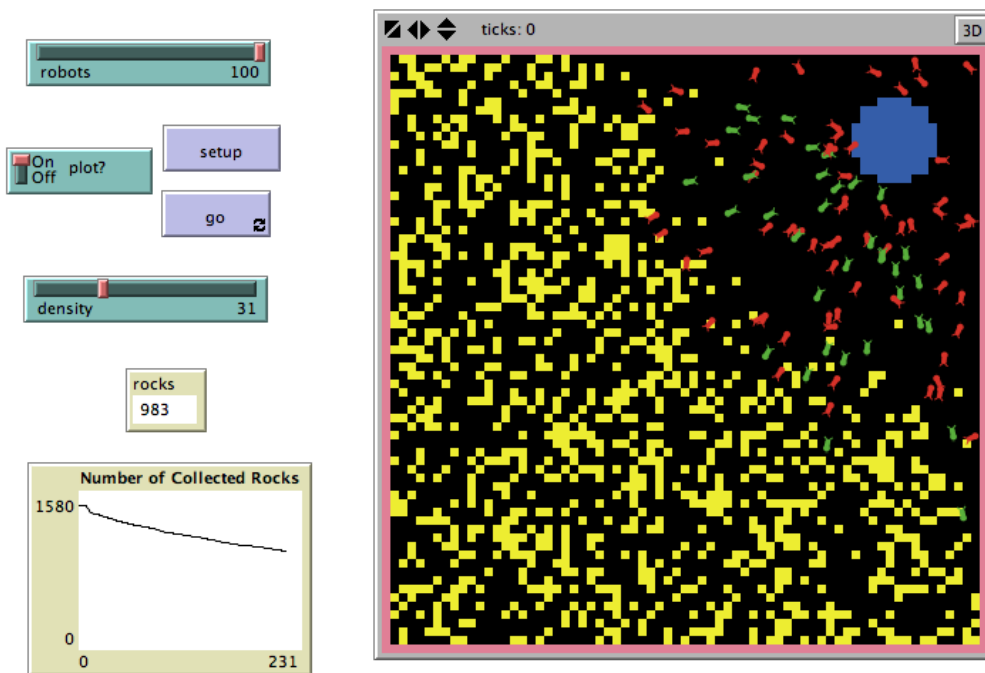 ticks: 0
3D
robots 100
On
Off
plot?
setup
go
density 31
rocks
983
Number of Collected Rocks
1580
0
0 231